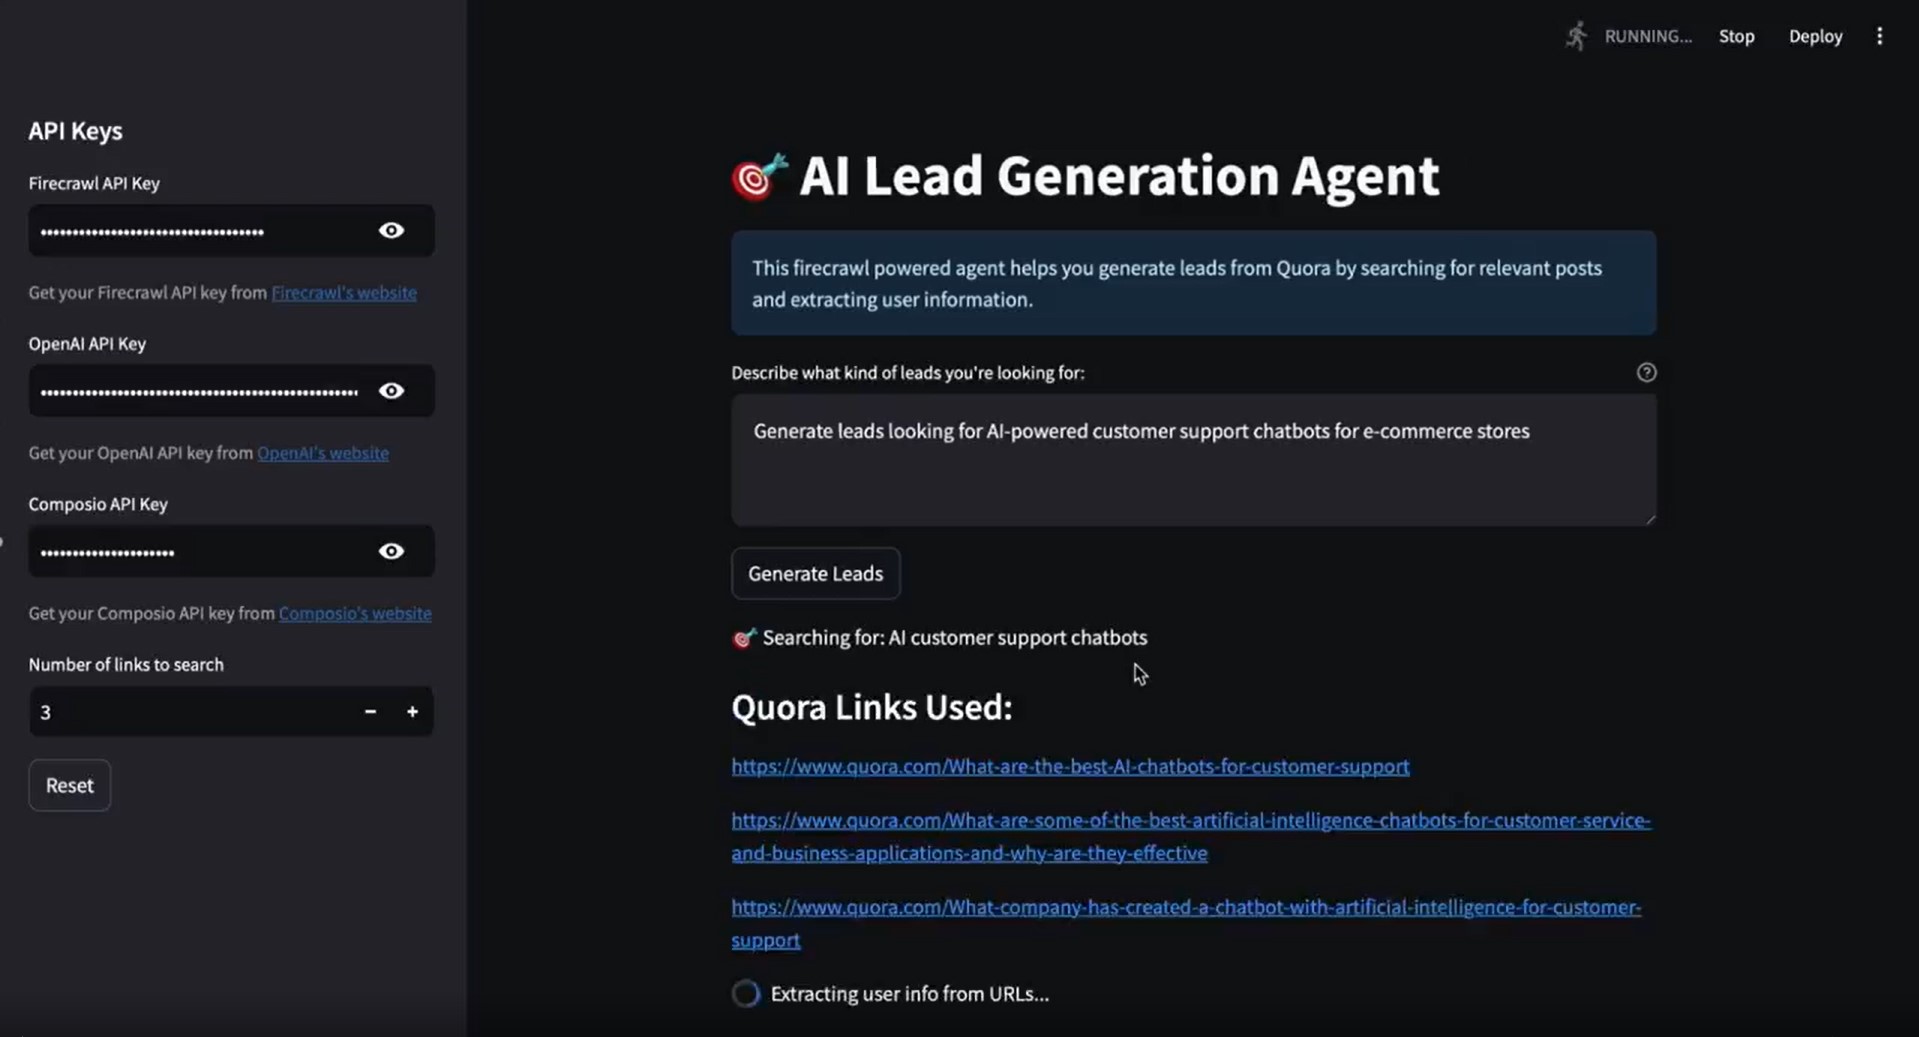 RUNNING...
Stop
Deploy
API Keys
Firecrawl API Key
Get your Firecrawl API key from Firecrawl's website
OpenAI API Key
Get your OpenAI API key from OpenAI's website
Composio API Key
Get your Composio API key from Composio's website
Number of links to search
3
Reset
AI Lead Generation Agent
This firecrawl powered agent helps you generate leads from Quora by searching for relevant posts
and extracting user information.
Describe what kind of leads you're looking for:
Generate leads looking for AI-powered customer support chatbots for e-commerce stores
Generate Leads
Searching for: AI customer support chatbots
Quora Links Used:
https://www.quora.com/What-are-the-best-AI-chatbots-for-customer-support
https://www.quora.com/What-are-some-of-the-best-artificial-intelligence-chatbots-for-customer-service-
and-business-applications-and-why-are-they-effective
https://www.quora.com/What-company-has-created-a-chatbot-with-artificial-intelligence-for-customer-
support
Extracting user info from URLs...